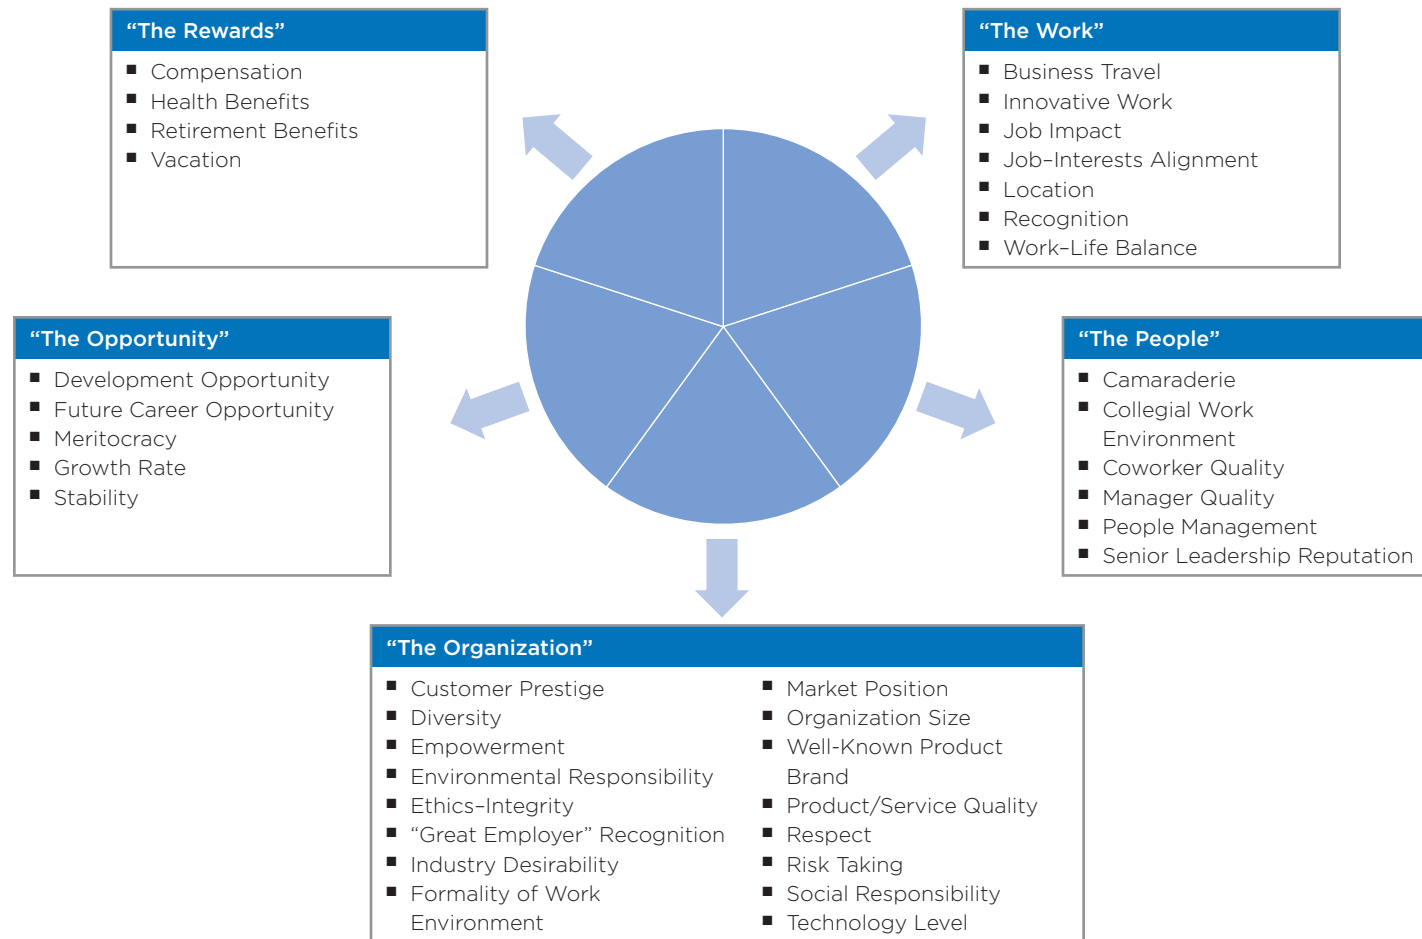 “The Rewards”
■ Compensation
■ Health Benefits
■ Retirement Benefits
■ Vacation
“The Work”
■ Business Travel
■ Innovative Work
■ Job Impact
■ Job–Interests Alignment
■ Location
■ Recognition
■ Work–Life Balance
“The Opportunity”
■ Development Opportunity
■ Future Career Opportunity
■ Meritocracy
■ Growth Rate
■ Stability
“The People”
■ Camaraderie
■ Collegial Work
Environment
■ Coworker Quality
■ Manager Quality
■ People Management
■ Senior Leadership Reputation
“The Organization”
■ Customer Prestige
■ Diversity
■ Empowerment
■ Environmental Responsibility
■ Ethics–Integrity
■ “Great Employer” Recognition
■ Industry Desirability
■ Formality of Work
Environment
■ Market Position
■ Organization Size
■ Well-Known Product
Brand
■ Product/Service Quality
■ Respect
■ Risk Taking
■ Social Responsibility
■ Technology Level